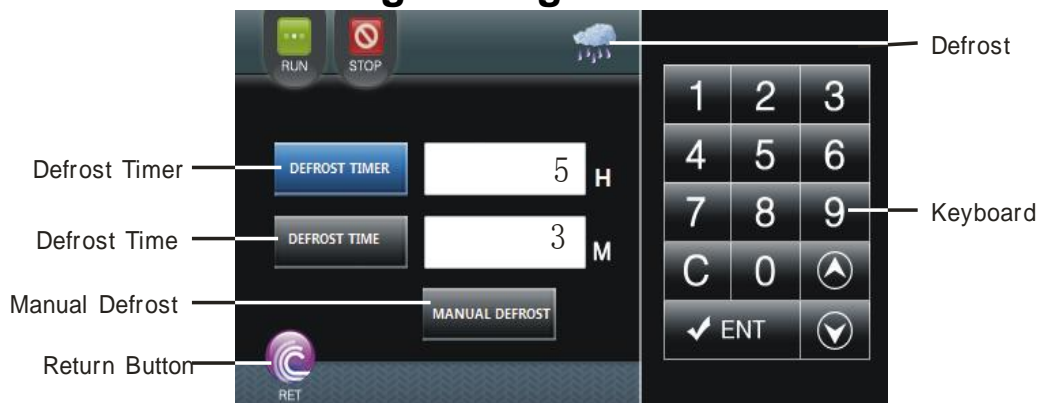 RUN STOP
Defrost
1 2 3
Defrost Timer
DEFROST TIMER 5 H
4 5 6
Defrost Time
DEFROST TIME 3 M
7 8 9
Keyboard
C 0
Manual Defrost
MANUAL DEFROST
ENT
Return Button
RET